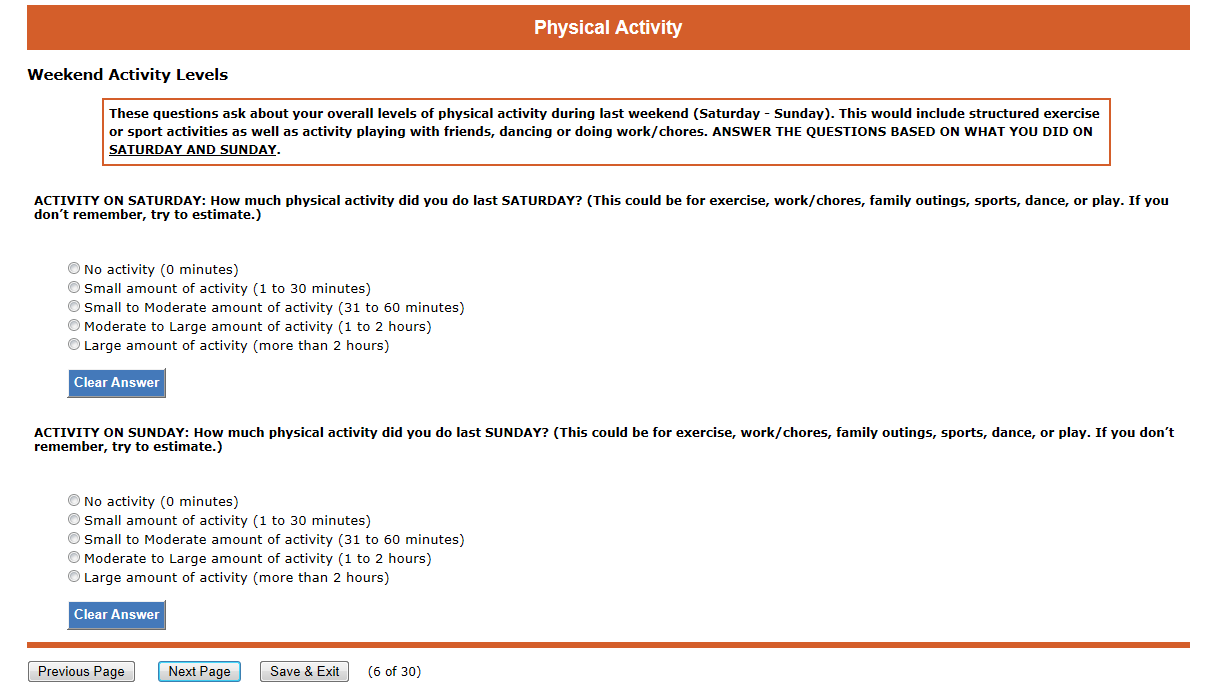 Physical Activity
Weekend Activity Levels
These questions ask about your overall levels of physical activity during last weekend (Saturday - Sunday). This would include structured exercise
or sport activities as well as activity playing with friends, dancing or doing work/chores. ANSWER THE QUESTIONS BASED ON WHAT YOU DID ON
SATURDAY AND SUNDAY.
ACTIVITY ON SATURDAY: How much physical activity did you do last SATURDAY? (This could be for exercise, work/chores, family outings, sports, dance, or play. If you
don’t remember, try to estimate.)
No activity (0 minutes)
Small amount of activity (1 to 30 minutes)
Small to Moderate amount of activity (31 to 60 minutes)
Moderate to Large amount of activity (1 to 2 hours)
Large amount of activity (more than 2 hours)
Clear Answer
ACTIVITY ON SUNDAY: How much physical activity did you do last SUNDAY? (This could be for exercise, work/chores, family outings, sports, dance, or play. If you don’t
remember, try to estimate.)
No activity (0 minutes)
Small amount of activity (1 to 30 minutes)
Small to Moderate amount of activity (31 to 60 minutes)
Moderate to Large amount of activity (1 to 2 hours)
Large amount of activity (more than 2 hours)
Clear Answer
Previous Page Next Page Save & Exit (6 of 30)